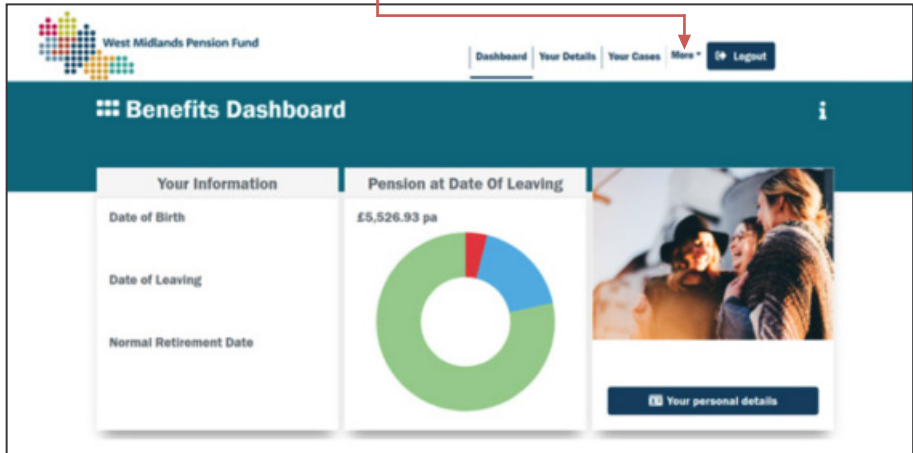 West Midlands Pension Fund
Dashboard Your Details Your Cases More Logout
Benefits Dashboard
Your Information
Date of Birth
Date of Leaving
Normal Retirement Date
Pension at Date Of Leaving
£5,526.93 pa
Your personal details